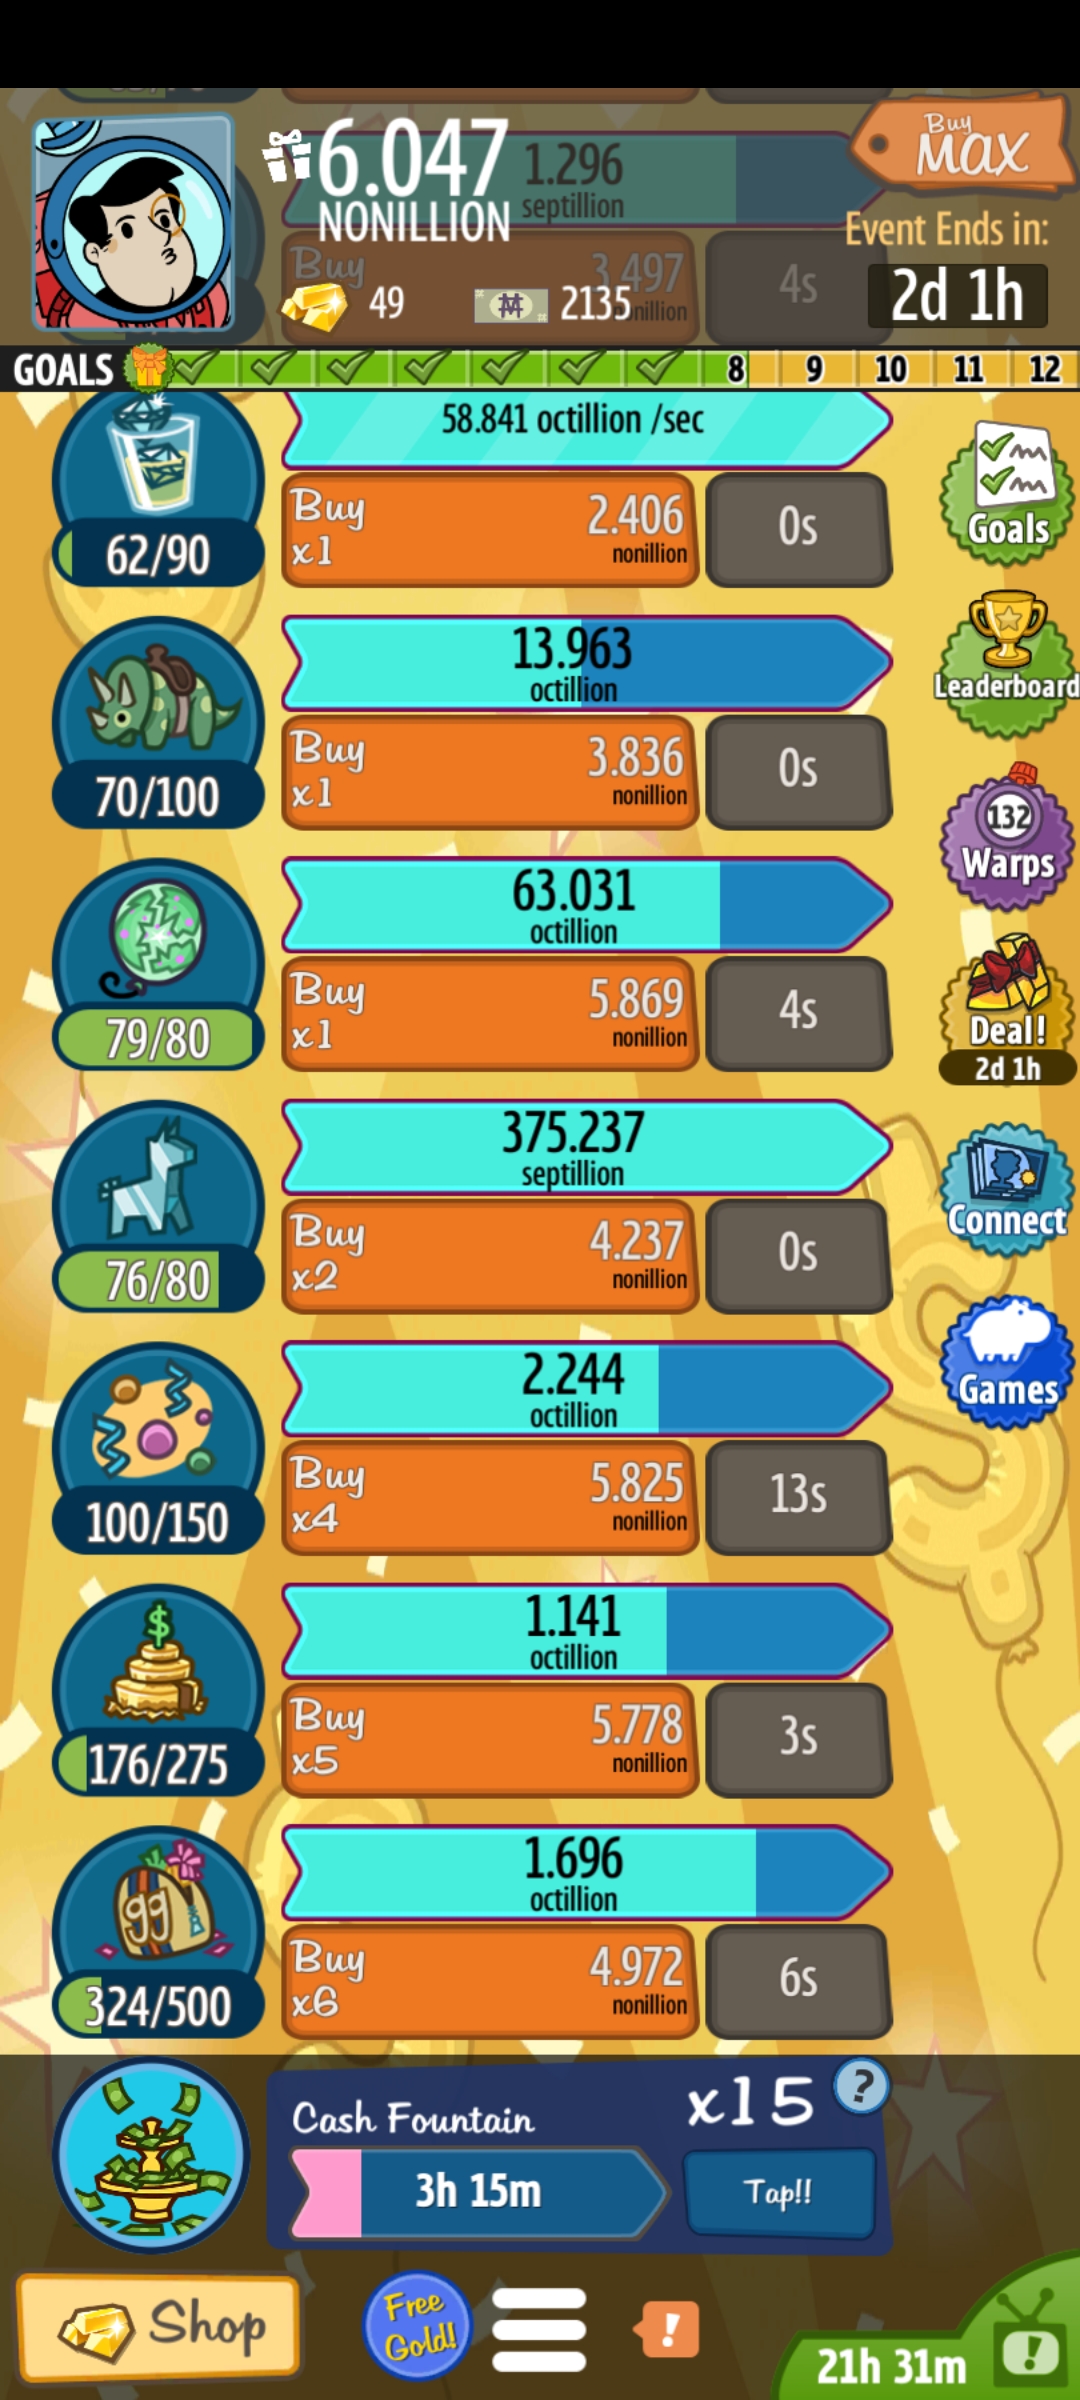 6.047
NONILLION
1.296
septillion
Buy
3.497
49
2135
4s
Buy
MAX
Event Ends in:
2d 1h
GOALS
8
9
10
11
12
58.841 octillion /sec
Buy
x1
2.406
nonillion
0s
62/90
13.963
octillion
Buy
x1
3.836
nonillion
0s
70/100
63.031
octillion
Buy
x1
5.869
nonillion
4s
79/80
375.237
septillion
Buy
x2
4.237
nonillion
0s
76/80
2.244
octillion
Buy
x4
5.825
nonillion
13s
100/150
$
1.141
octillion
Buy
x5
5.778
nonillion
3s
176/275
gg
1.696
octillion
Buy
x6
4.972
nonillion
6s
324/500
Goals
Leaderboard
132
Warps
Deal!
2d 1h
Connect
Games
Cash Fountain
x15
?
3h 15m
Tap!!
Shop
Free
Gold!
!
21h 31m
!